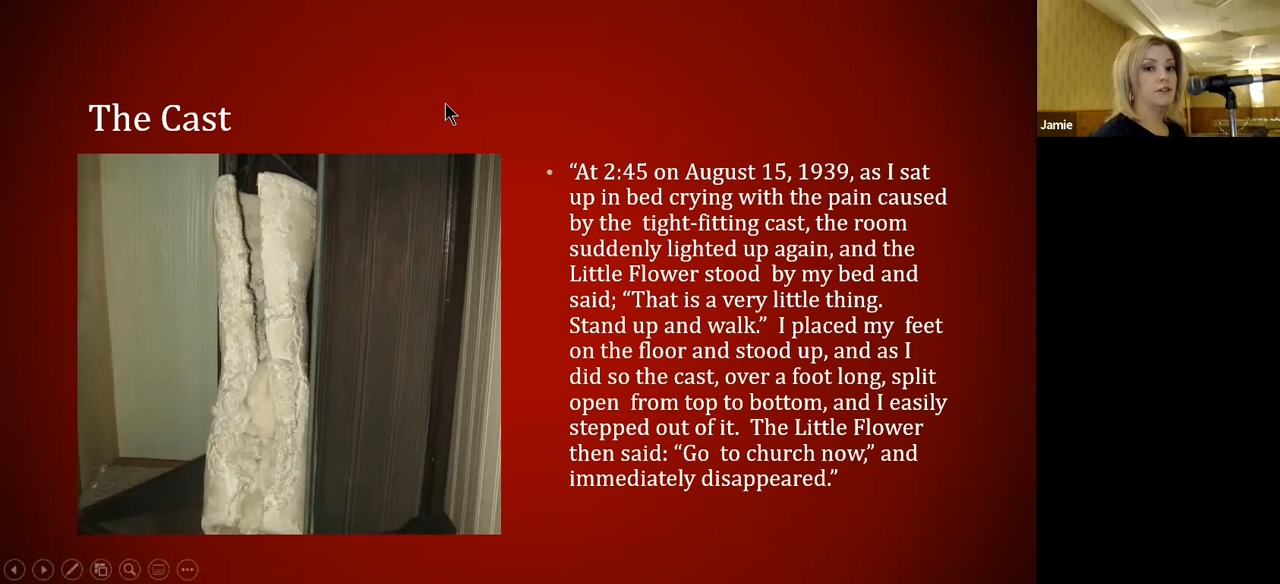 The Cast
• “At 2:45 on August 15, 1939, as I sat
up in bed crying with the pain caused
by the  tight-fitting cast, the room
suddenly lighted up again, and the
Little Flower stood  by my bed and
said; “That is a very little thing.
Stand up and walk.”  I placed my  feet
on the floor and stood up, and as I
did so the cast, over a foot long, split
open  from top to bottom, and I easily
stepped out of it.  The Little Flower
then said: “Go  to church now,” and
immediately disappeared.”
Jamie